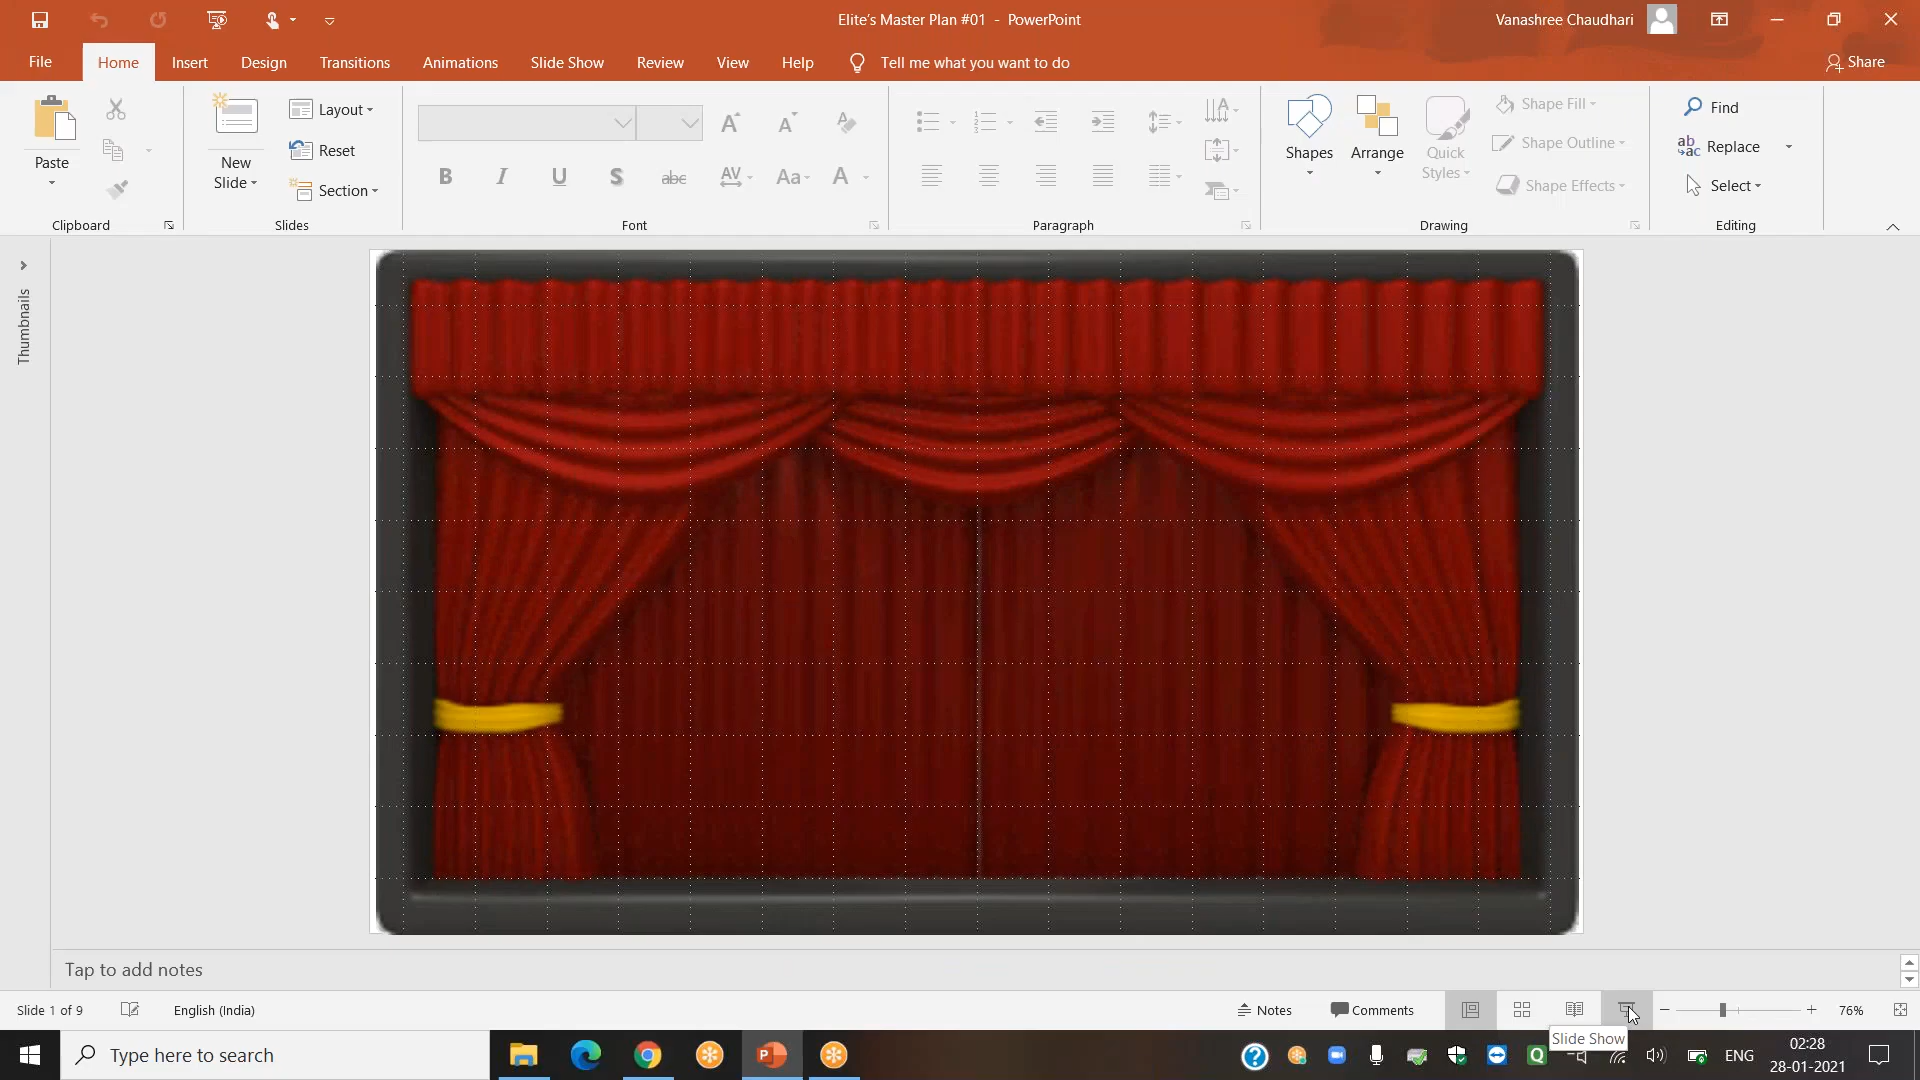 Elite's Master Plan #01 - PowerPoint
Vanashree Chaudhari
File
Home
Insert
Design
Transitions
Animations
Slide Show
Review
View
Help
Tell me what you want to do
Share
Paste
Clipboard
New
Slide
Layout
Reset
Section
Slides
B I U S abc AV Aa A
Font
Paragraph
Shapes
Arrange
Quick
Styles
Shape Fill
Shape Outline
Shape Effects
Drawing
Find
Replace
Select
Editing
Thumbnails
Tap to add notes
Slide 1 of 9
English (India)
Notes
Comments
76%
Slide Show
Type here to search
ENG
02:28
28-01-2021